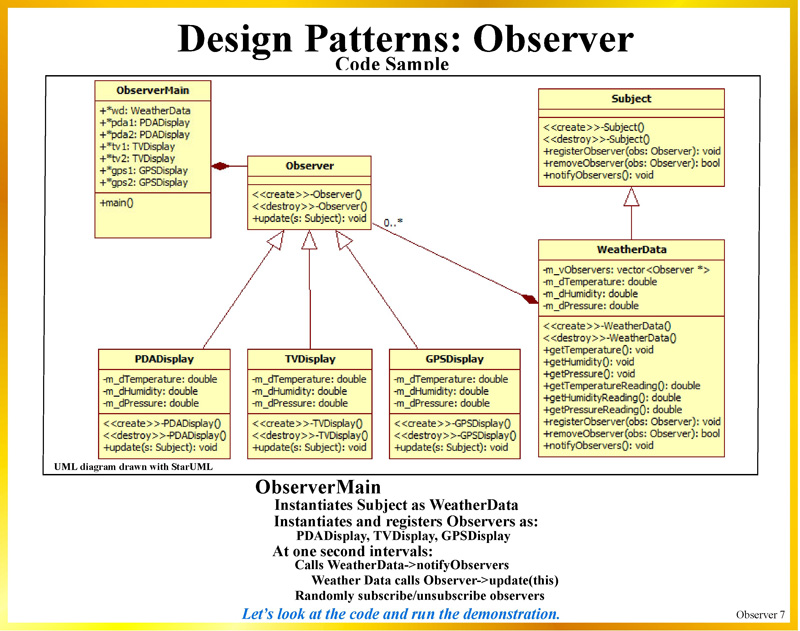 Design Patterns: Observer
Code Sample
ObserverMain
+*wd: WeatherData
+*pda1: PDADisplay
+*pda2: PDADisplay
+*tv1: TVDisplay
+*tv2: TVDisplay
+*gps1: GPSDisplay
+*gps2: GPSDisplay
+main()
Observer
<<create>>-Observer()
<<destroy>>-Observer()
+update(s: Subject): void
0..*
Subject
<<create>>-Subject()
<<destroy>>-Subject()
+registerObserver(obs: Observer): void
+removeObserver(obs: Observer): bool
+notifyObservers(): void
WeatherData
-m_vObservers: vector<Observer *>
-m_dTemperature: double
-m_dHumidity: double
-m_dPressure: double
<<create>>-WeatherData()
<<destroy>>-WeatherData()
+getTemperature(): void
+getHumidity(): void
+getPressure(): void
+getTemperatureReading(): double
+getHumidityReading(): double
+getPressureReading(): double
+registerObserver(obs: Observer): void
+removeObserver(obs: Observer): bool
+notifyObservers(): void
PDADisplay
-m_dTemperature: double
-m_dHumidity: double
-m_dPressure: double
<<create>>-PDADisplay()
<<destroy>>-PDADisplay()
+update(s: Subject): void
TVDisplay
-m_dTemperature: double
-m_dHumidity: double
-m_dPressure: double
<<create>>-TVDisplay()
<<destroy>>-TVDisplay()
+update(s: Subject): void
GPSDisplay
-m_dTemperature: double
-m_dHumidity: double
-m_dPressure: double
<<create>>-GPSDisplay()
<<destroy>>-GPSDisplay()
+update(s: Subject): void
UML diagram drawn with StarUML
ObserverMain
Instantiates Subject as WeatherData
Instantiates and registers Observers as:
PDADisplay, TVDisplay, GPSDisplay
At one second intervals:
Calls WeatherData->notifyObservers
Weather Data calls Observer->update(this)
Randomly subscribe/unsubscribe observers
Let's look at the code and run the demonstration.
Observer 7